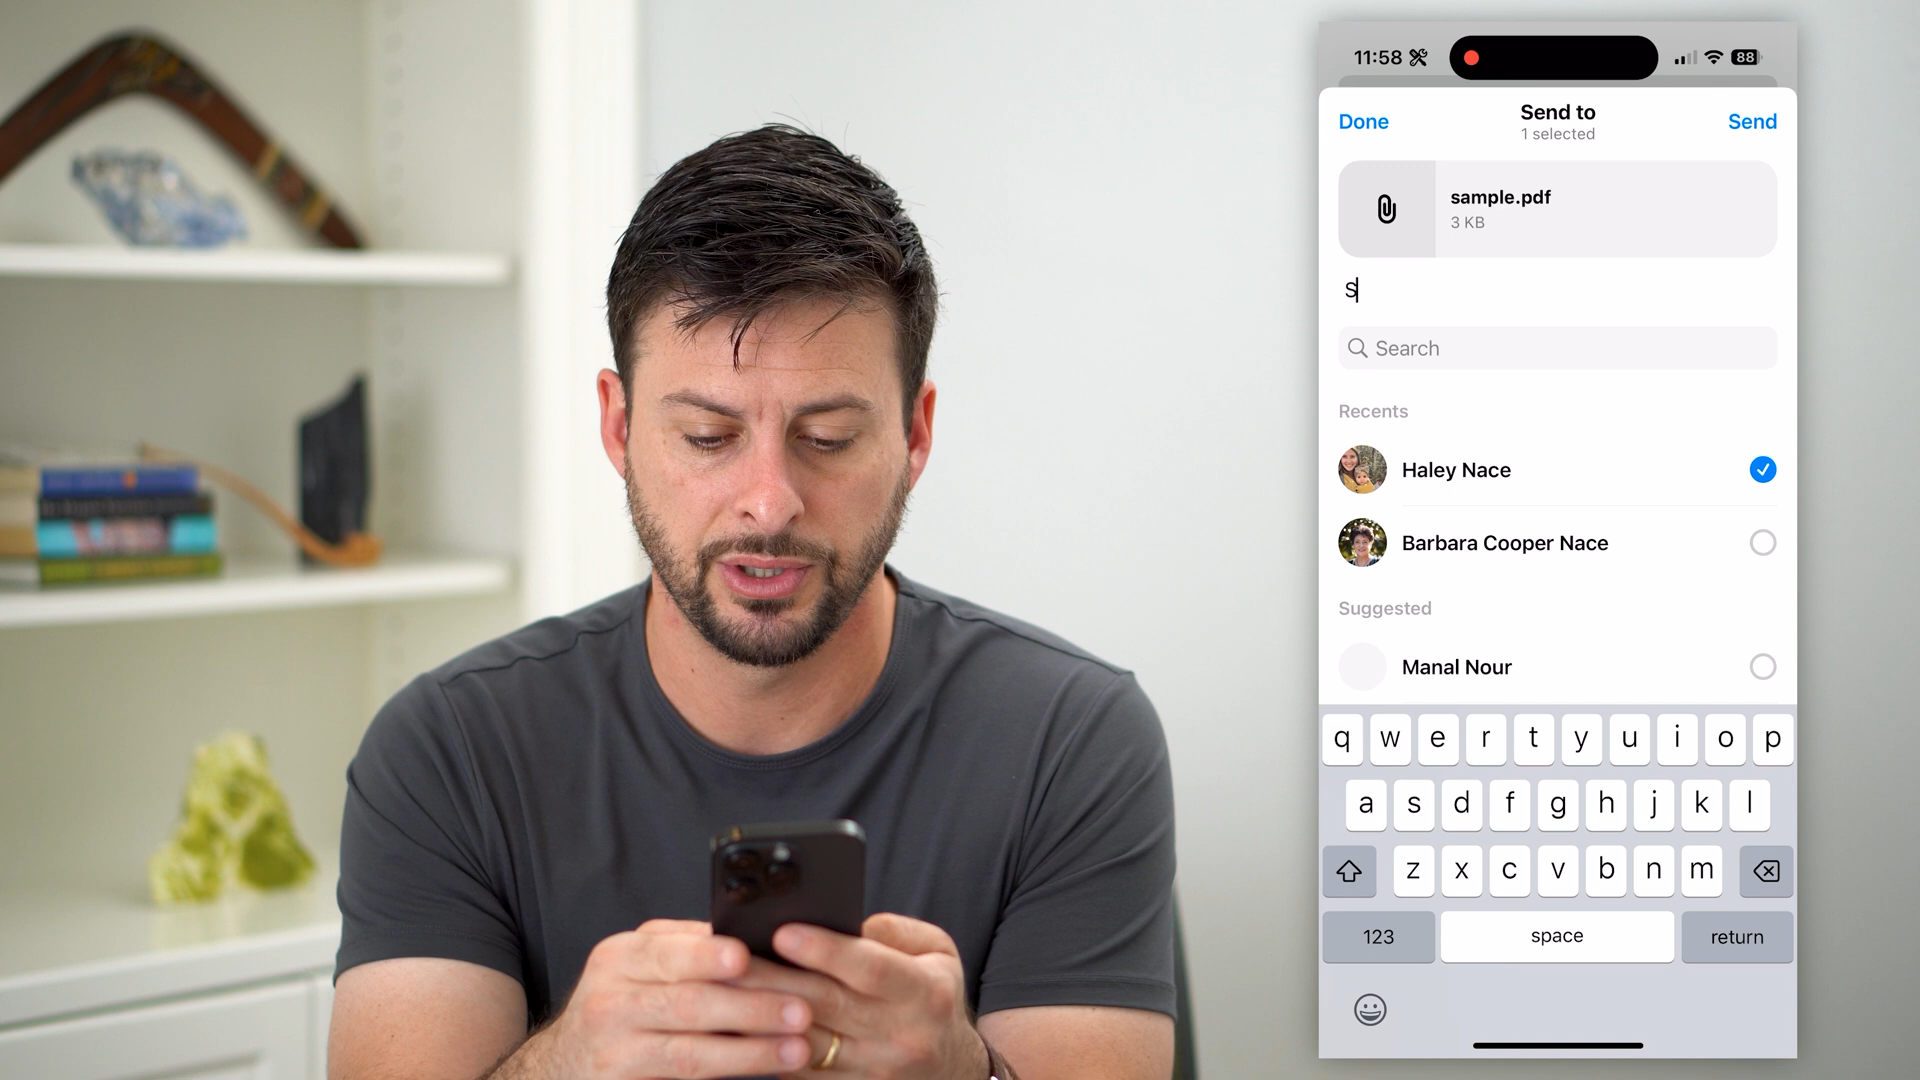 11:58
88
Done
Send to
Send
1 selected
sample.pdf
3 KB
s
Search
Recents
Haley Nace
Barbara Cooper Nace
Suggested
Manal Nour
q w e r t y u i o p
a s d f g h j k l
z x c v b n m
123 space return